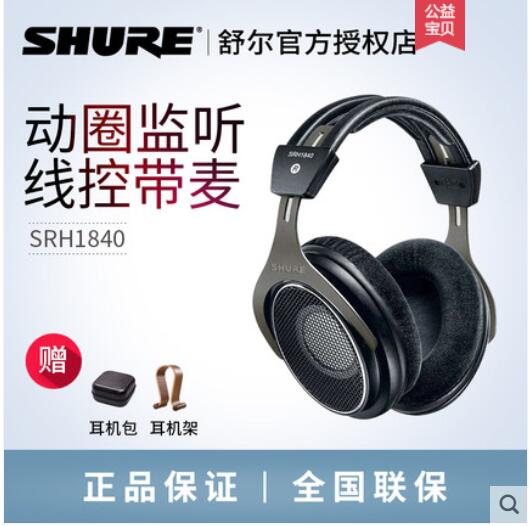 SHURE® | 舒尔官方授权店
公益
宝贝
动圈监听
线控带麦
SRH1840
SRH1840
R
SHURE
赠
耳机包 耳机架
正品保证 | 全国联保